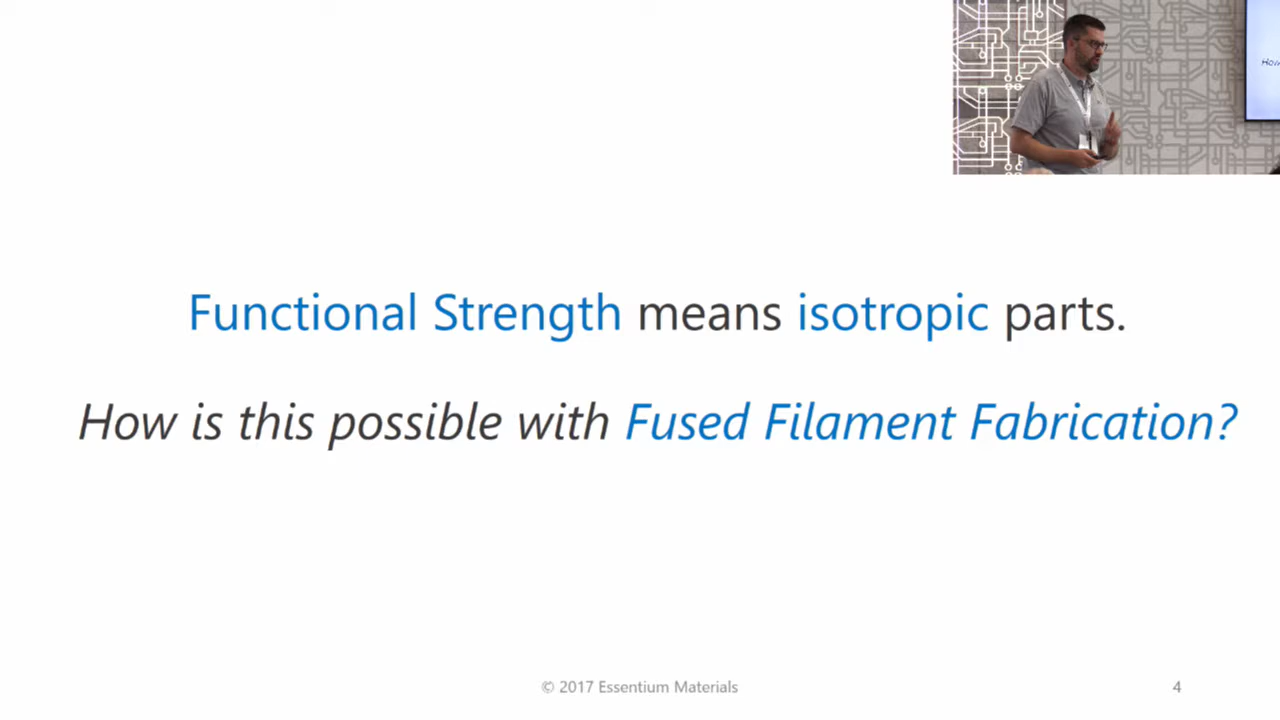 Functional Strength means isotropic parts.
How is this possible with Fused Filament Fabrication?
© 2017 Essentium Materials
4